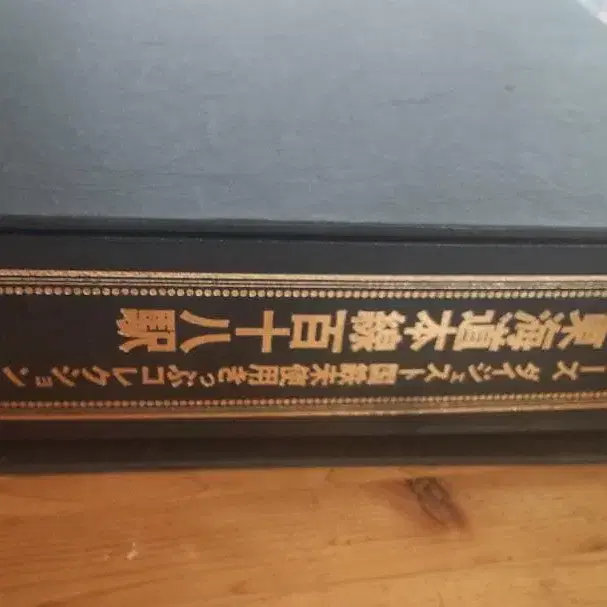 東海道本線百十八駅
ース ダイジェスト国鉄未使用きっぷコレクション